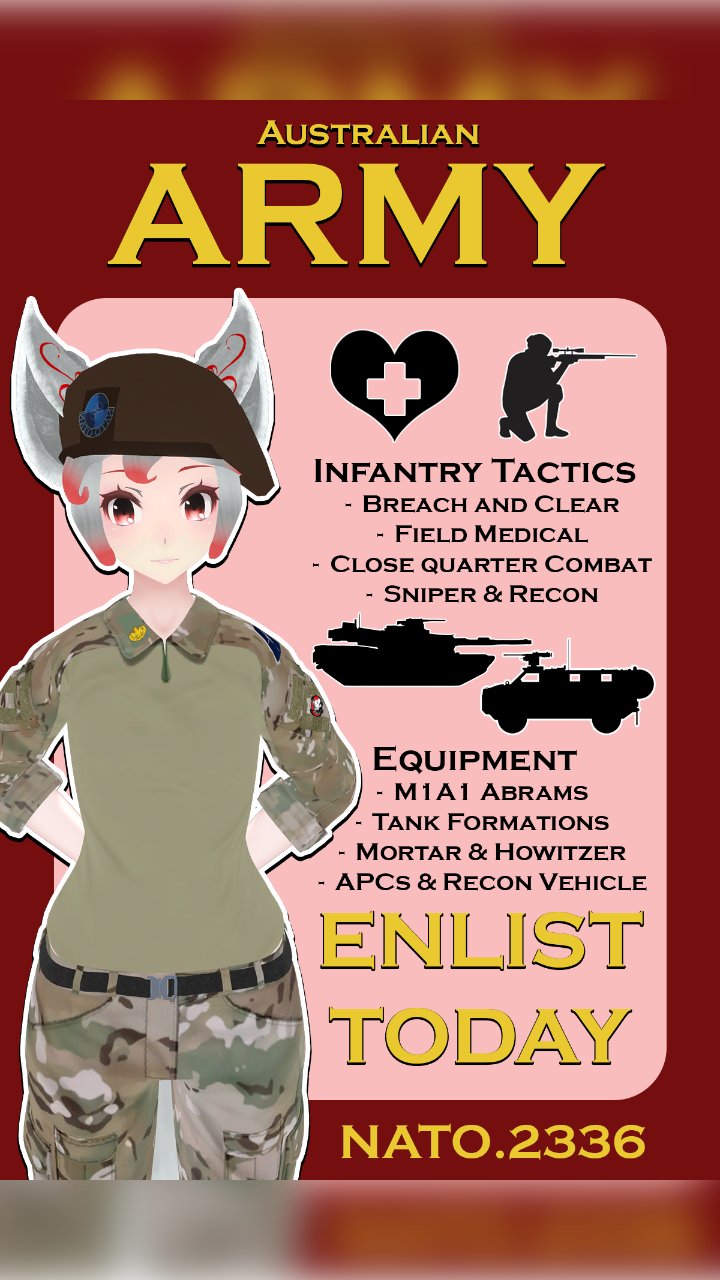 AUSTRALIAN
ARMY
INFANTRY TACTICS
- BREACH AND CLEAR
- FIELD MEDICAL
- CLOSE QUARTER COMBAT
- SNIPER & RECON
EQUIPMENT
- M1A1 ABRAMS
- TANK FORMATIONS
- MORTAR & HOWITZER
- APCS & RECON VEHICLE
ENLIST
TODAY
NATO.2336